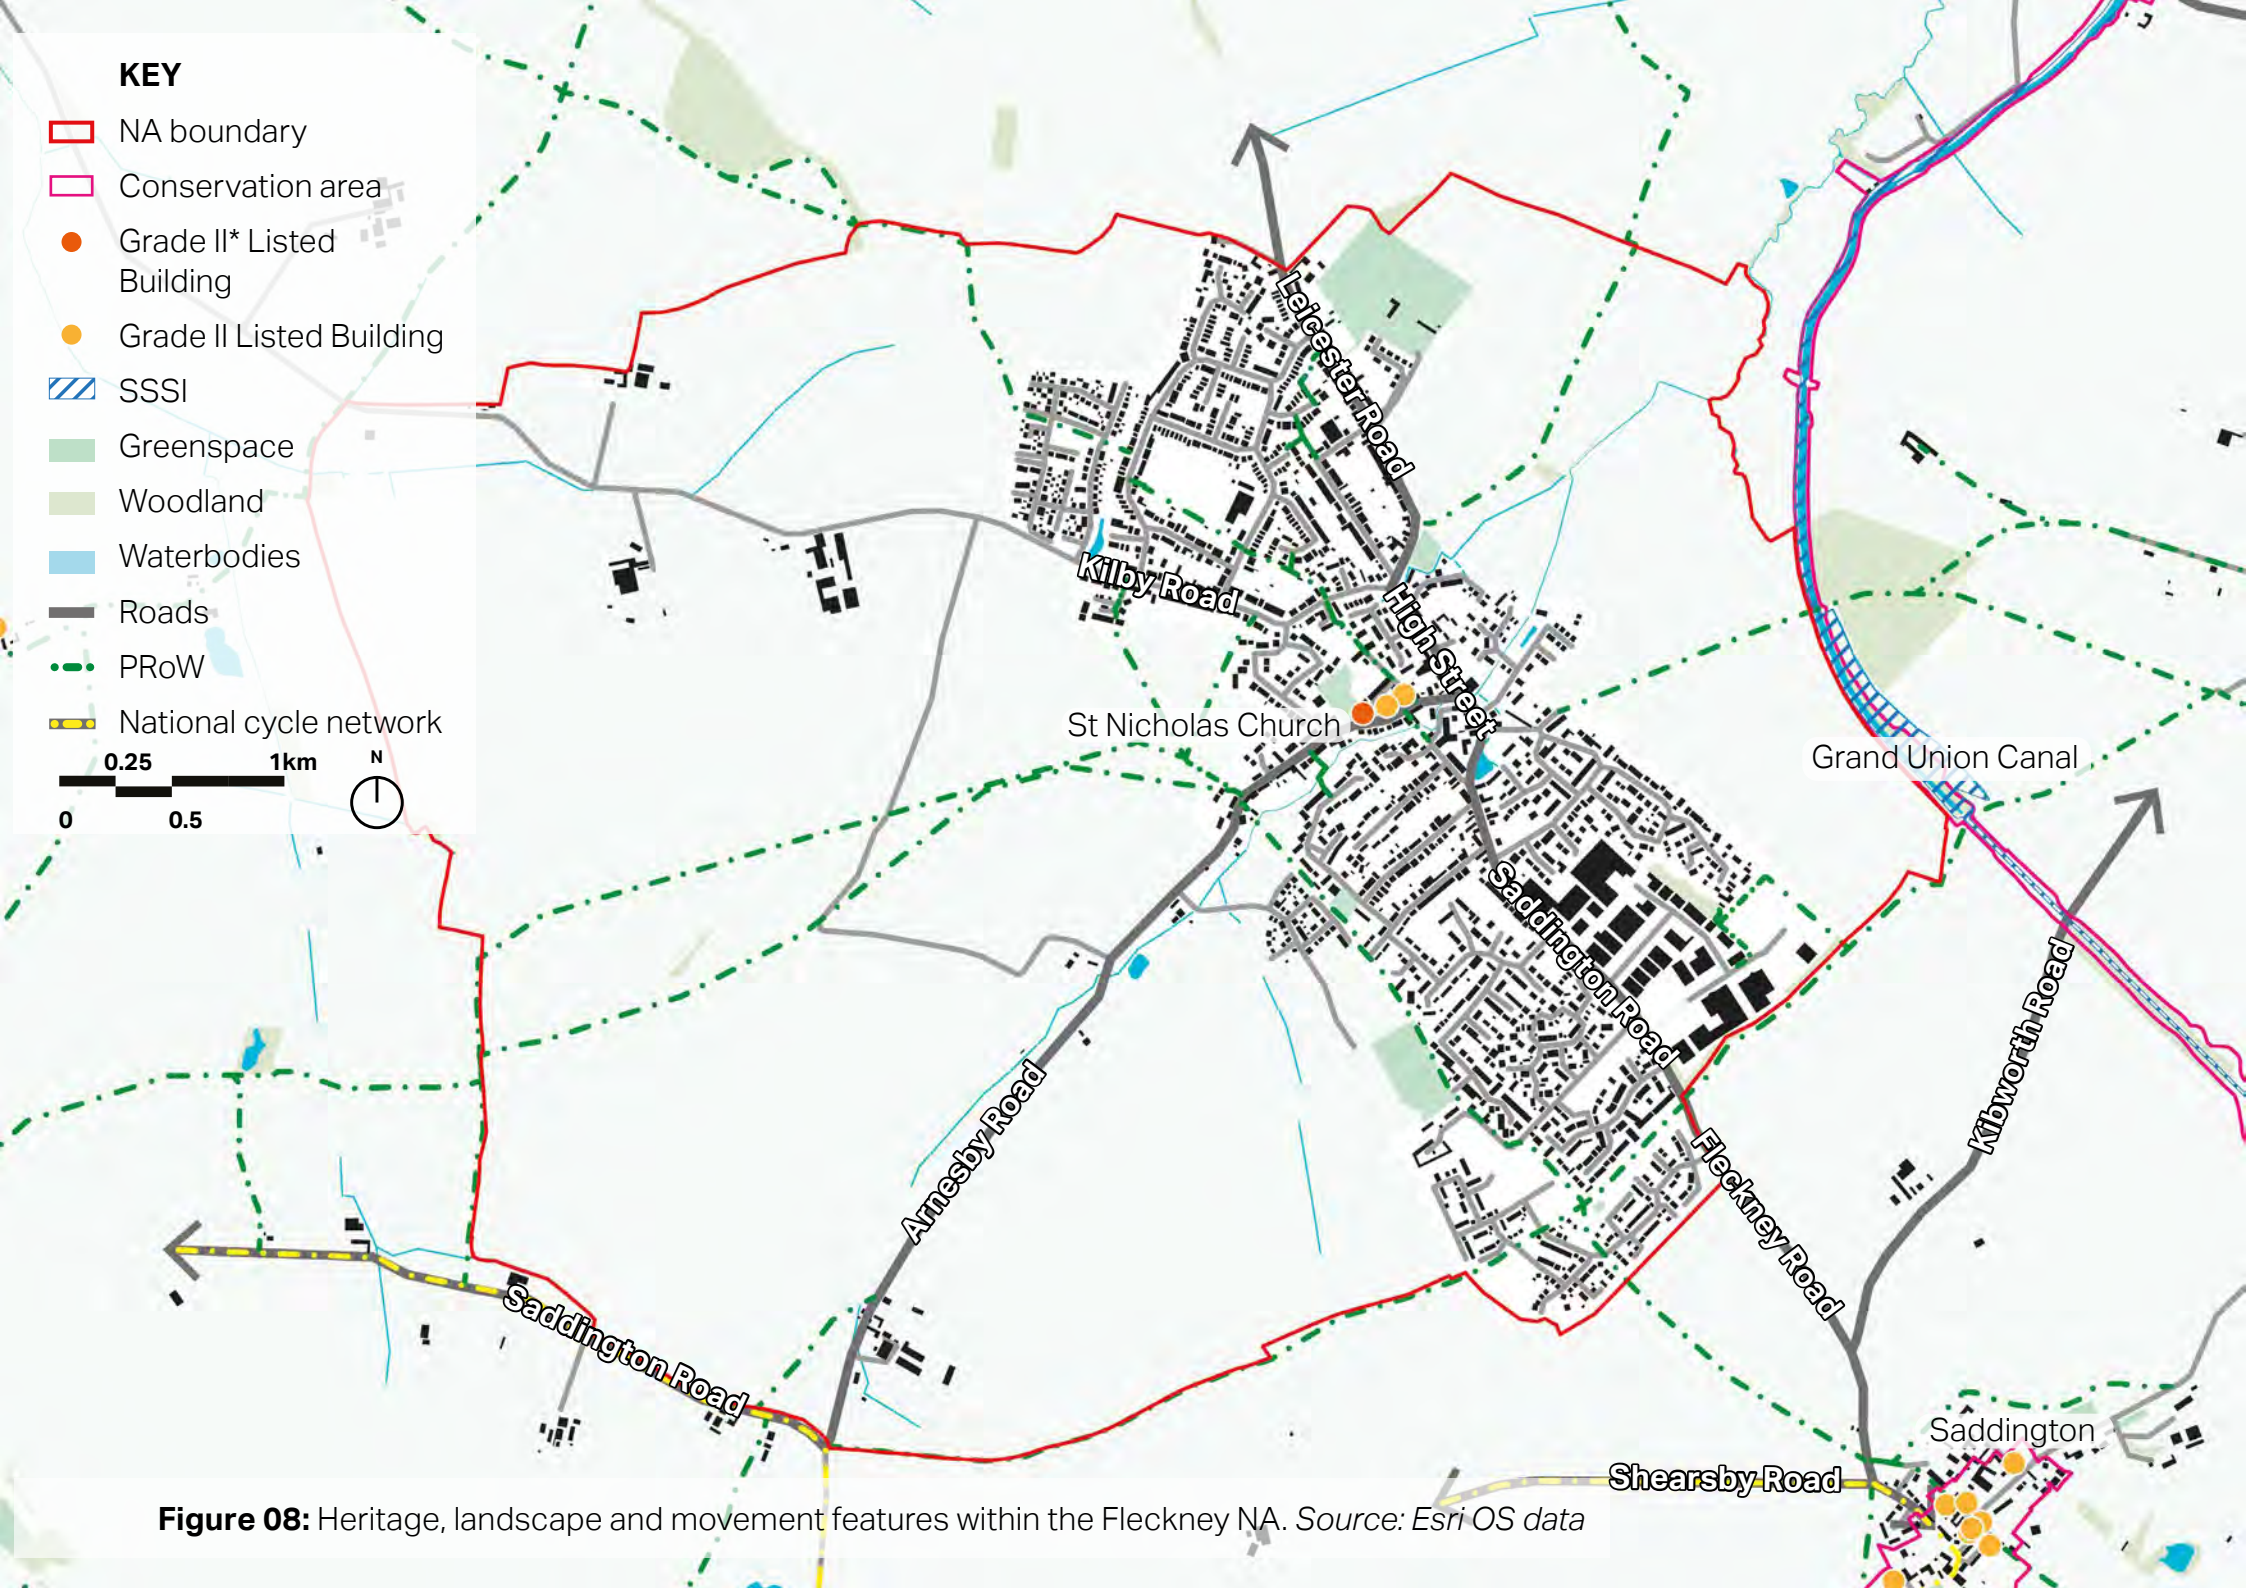 KEY
NA boundary
Conservation area
Grade II* Listed
Building
Grade II Listed Building
SSSI
Greenspace
Woodland
Waterbodies
Roads
PRoW
National cycle network
0.25 1km
0 0.5
N
Leicester Road
Kilby Road
High Street
St Nicholas Church
Grand Union Canal
Saddington Road
Kibworth Road
Arnesby Road
Fleckney Road
Saddington Road
Saddington
Shearsby Road
Figure 08: Heritage, landscape and movement features within the Fleckney NA. Source: Esri OS data